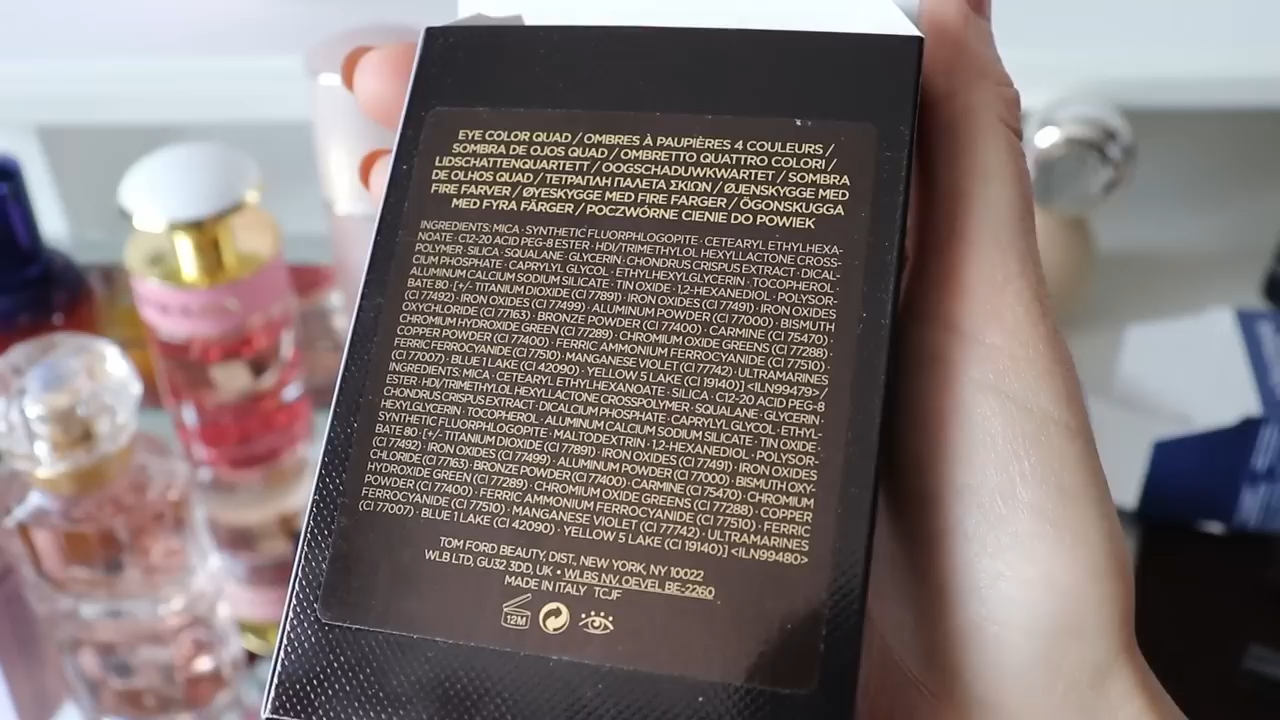 EYE COLOR QUAD / OMBRES À PAUPIÈRES 4 COULEURS /
SOMBRA DE OJOS QUAD / OMBRETTO QUATTRO COLORI /
LIDSCHATTENQUARTETT / OOGSCHADUWKWARTET / SOMBRA
DE OLHOS QUAD / ΤΕΤΡΑΠΛΗ ΠΑΛΕΤΑ ΣΚΙΩΝ / ØJENSKYGGE MED
FIRE FARVER / ØYESKYGGE MED FIRE FARGER / ÖGONSKUGGA
MED FYRA FÄRGER / POCZWÓRNE CIENIE DO POWIEK
INGREDIENTS: MICA · SYNTHETIC FLUORPHLOGOPITE · CETEARYL ETHYLHEXA-
NOATE · C12-20 ACID PEG-8 ESTER · HDI/TRIMETHYLOL HEXYLLACTONE CROSS-
POLYMER · SILICA · SQUALANE · GLYCERIN · CHONDRUS CRISPUS EXTRACT · DICAL-
CIUM PHOSPHATE · CAPRYLYL GLYCOL · ETHYLHEXYLGLYCERIN · TOCOPHEROL ·
ALUMINUM CALCIUM SODIUM SILICATE · TIN OXIDE · 1,2-HEXANEDIOL · POLYSOR-
BATE 80 · [+/- TITANIUM DIOXIDE (CI 77891) · IRON OXIDES (CI 77491) · IRON OXIDES
(CI 77492) · IRON OXIDES (CI 77499) · ALUMINUM POWDER (CI 77000) · BISMUTH
OXYCHLORIDE (CI 77163) · BRONZE POWDER (CI 77400) · CARMINE (CI 75470) ·
CHROMIUM HYDROXIDE GREEN (CI 77289) · CHROMIUM OXIDE GREENS (CI 77288) ·
COPPER POWDER (CI 77400) · FERRIC AMMONIUM FERROCYANIDE (CI 77510) ·
FERRIC FERROCYANIDE (CI 77510) · MANGANESE VIOLET (CI 77742) · ULTRAMARINES
(CI 77007) · BLUE 1 LAKE (CI 42090) · YELLOW 5 LAKE (CI 19140)] <ILN99479> /
INGREDIENTS: MICA · CETEARYL ETHYLHEXANOATE · SILICA · C12-20 ACID PEG-8
ESTER · HDI/TRIMETHYLOL HEXYLLACTONE CROSSPOLYMER · SQUALANE · GLYCERIN ·
CHONDRUS CRISPUS EXTRACT · DICALCIUM PHOSPHATE · CAPRYLYL GLYCOL · ETHYL-
HEXYLGLYCERIN · TOCOPHEROL · ALUMINUM CALCIUM SODIUM SILICATE · TIN OXIDE ·
SYNTHETIC FLUORPHLOGOPITE · MALTODEXTRIN · 1,2-HEXANEDIOL · POLYSOR-
BATE 80 · [+/- TITANIUM DIOXIDE (CI 77891) · IRON OXIDES (CI 77491) · IRON OXIDES
(CI 77492) · IRON OXIDES (CI 77499) · ALUMINUM POWDER (CI 77000) · BISMUTH OXY-
CHLORIDE (CI 77163) · BRONZE POWDER (CI 77400) · CARMINE (CI 75470) · CHROMIUM
HYDROXIDE GREEN (CI 77289) · CHROMIUM OXIDE GREENS (CI 77288) · COPPER
POWDER (CI 77400) · FERRIC AMMONIUM FERROCYANIDE (CI 77510) · FERRIC
FERROCYANIDE (CI 77510) · MANGANESE VIOLET (CI 77742) · ULTRAMARINES
(CI 77007) · BLUE 1 LAKE (CI 42090) · YELLOW 5 LAKE (CI 19140)] <ILN99480>
TOM FORD BEAUTY, DIST., NEW YORK, NY 10022
WLB LTD, GU32 3DD, UK • WLBS NV, OEVEL BE-2260
MADE IN ITALY TCJF
12M